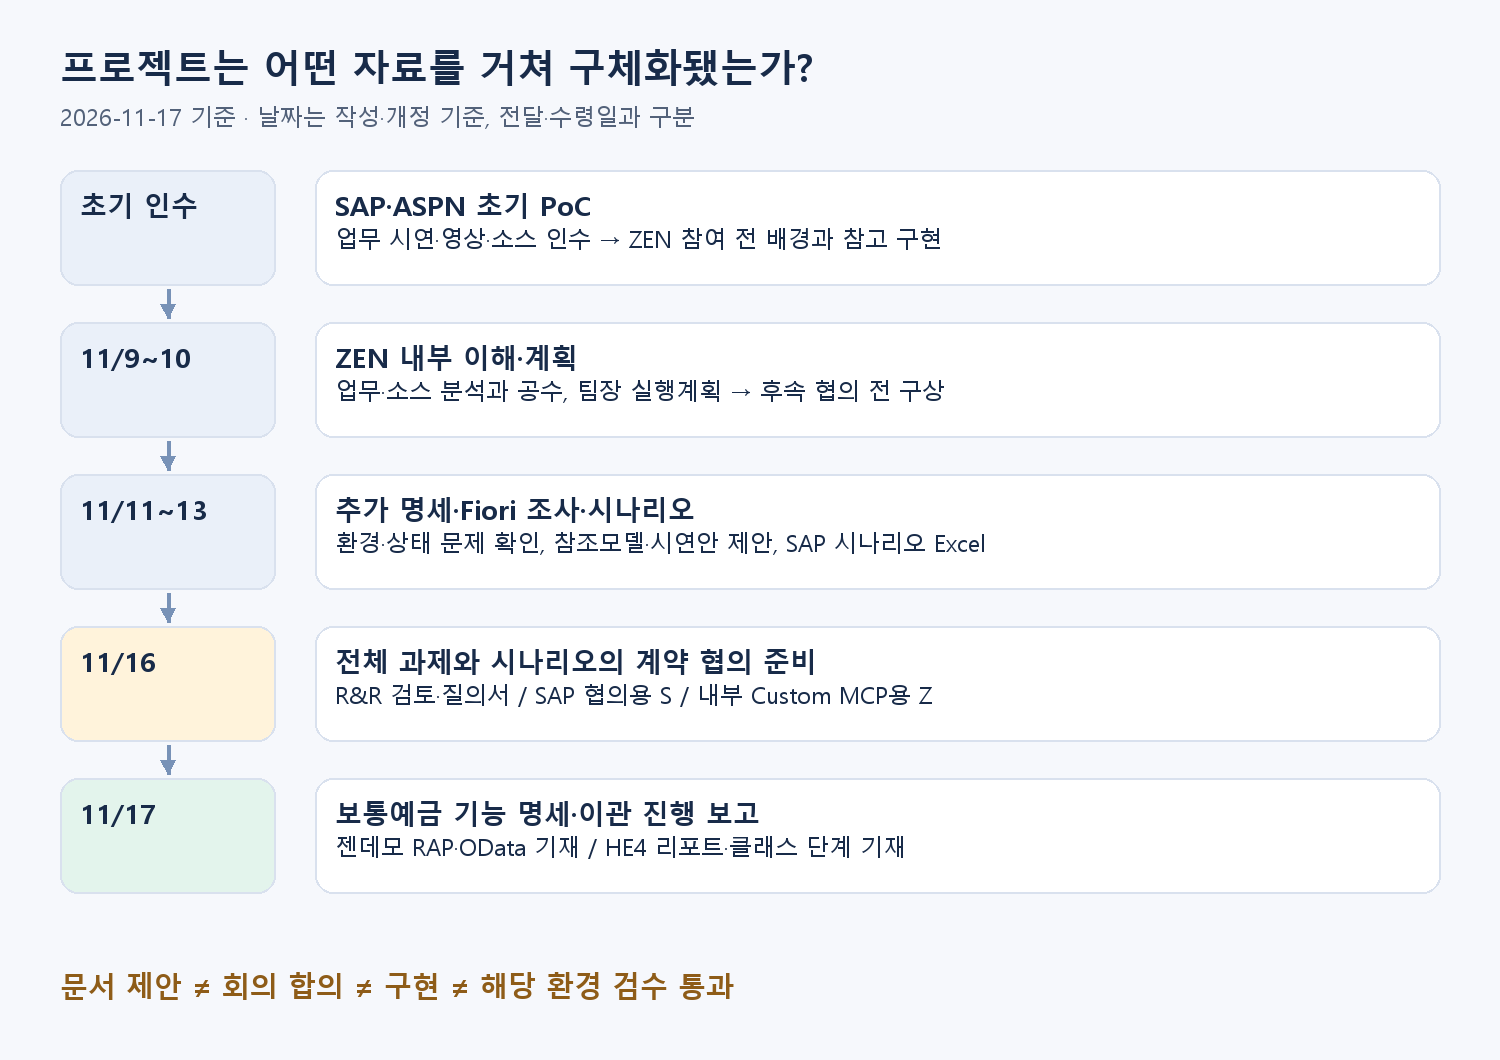 프로젝트는 어떤 자료를 거쳐 구체화됐는가?
2026-11-17 기준 · 날짜는 작성·개정 기준, 전달·수령일과 구분
초기 인수
SAP·ASPN 초기 PoC
업무 시연·영상·소스 인수 → ZEN 참여 전 배경과 참고 구현
11/9~10
ZEN 내부 이해·계획
업무·소스 분석과 공수, 팀장 실행계획 → 후속 협의 전 구상
11/11~13
추가 명세·Fiori 조사·시나리오
환경·상태 문제 확인, 참조모델·시연안 제안, SAP 시나리오 Excel
11/16
전체 과제와 시나리오의 계약 협의 준비
R&R 검토·질의서 / SAP 협의용 S / 내부 Custom MCP용 Z
11/17
보통예금 기능 명세·이관 진행 보고
젠데모 RAP·OData 기재 / HE4 리포트·클래스 단계 기재
문서 제안 ≠ 회의 합의 ≠ 구현 ≠ 해당 환경 검수 통과